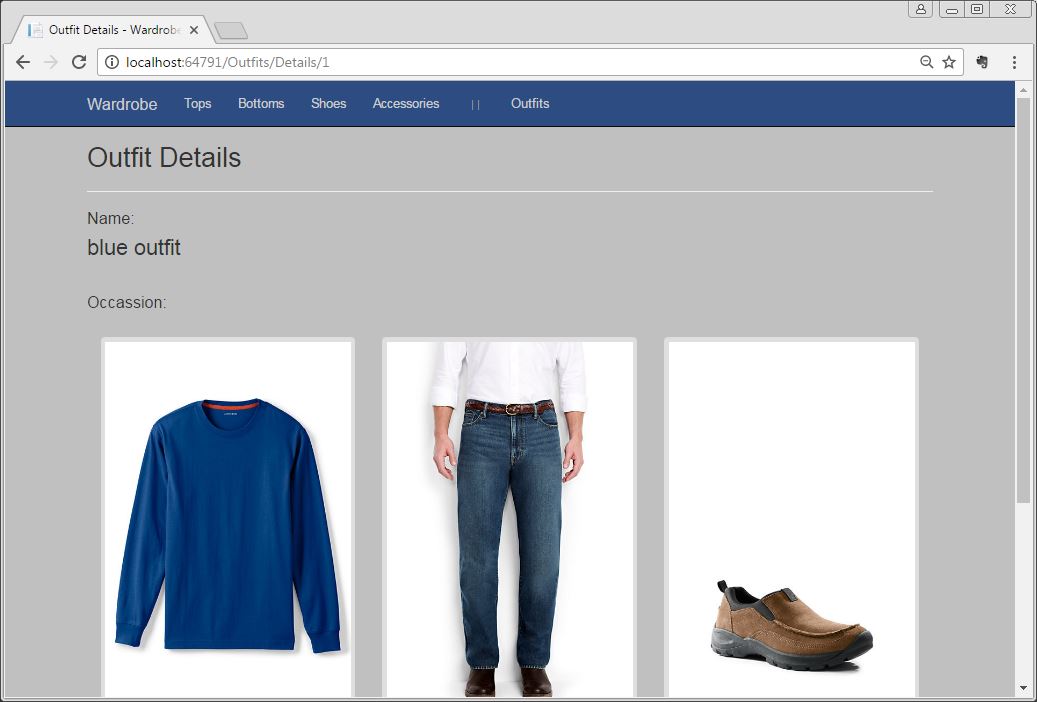 Outfit Details - Wardrobe
localhost:64791/Outfits/Details/1
Wardrobe Tops Bottoms Shoes Accessories | | Outfits
Outfit Details
Name:
blue outfit
Occassion: